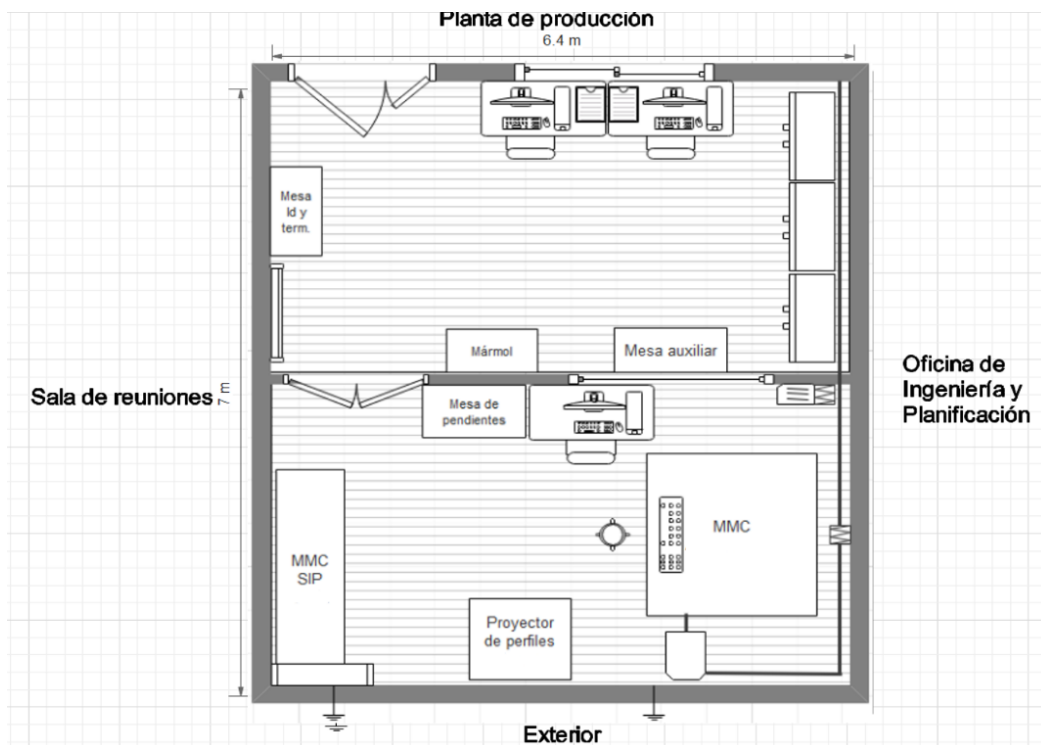 Planta de producción
6.4 m
Mesa
Id y
term.
Mármol
Mesa auxiliar
Sala de reuniones
7 m
Oficina de
Ingeniería y
Planificación
Mesa de
pendientes
MMC
SIP
MMC
Proyector
de perfiles
Exterior